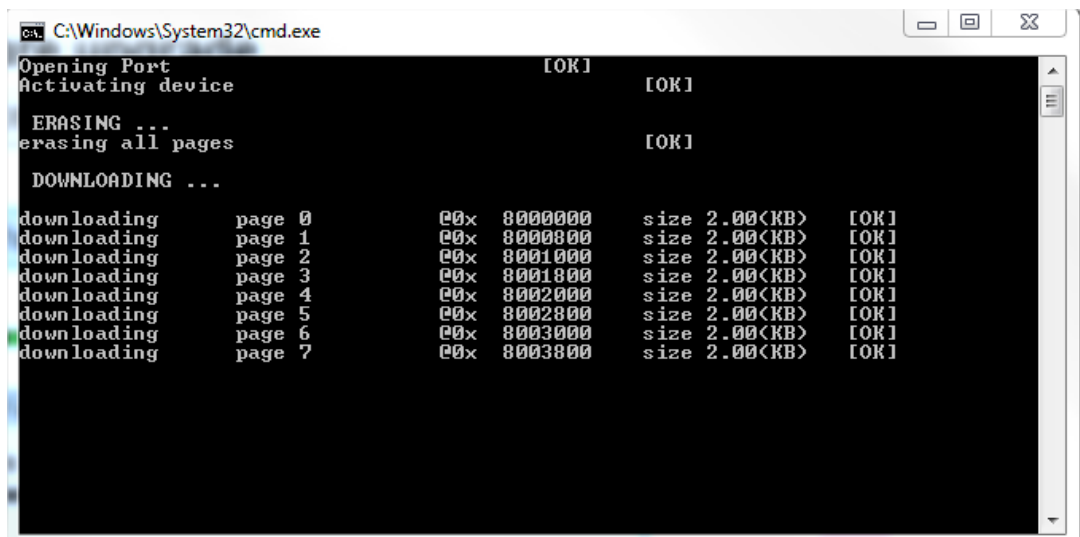 C:\Windows\System32\cmd.exe
Opening Port [OK]
Activating device [OK]
ERASING ...
erasing all pages [OK]
DOWNLOADING ...
downloading page 0 @0x 8000000 size 2.00(KB) [OK]
downloading page 1 @0x 8000800 size 2.00(KB) [OK]
downloading page 2 @0x 8001000 size 2.00(KB) [OK]
downloading page 3 @0x 8001800 size 2.00(KB) [OK]
downloading page 4 @0x 8002000 size 2.00(KB) [OK]
downloading page 5 @0x 8002800 size 2.00(KB) [OK]
downloading page 6 @0x 8003000 size 2.00(KB) [OK]
downloading page 7 @0x 8003800 size 2.00(KB) [OK]